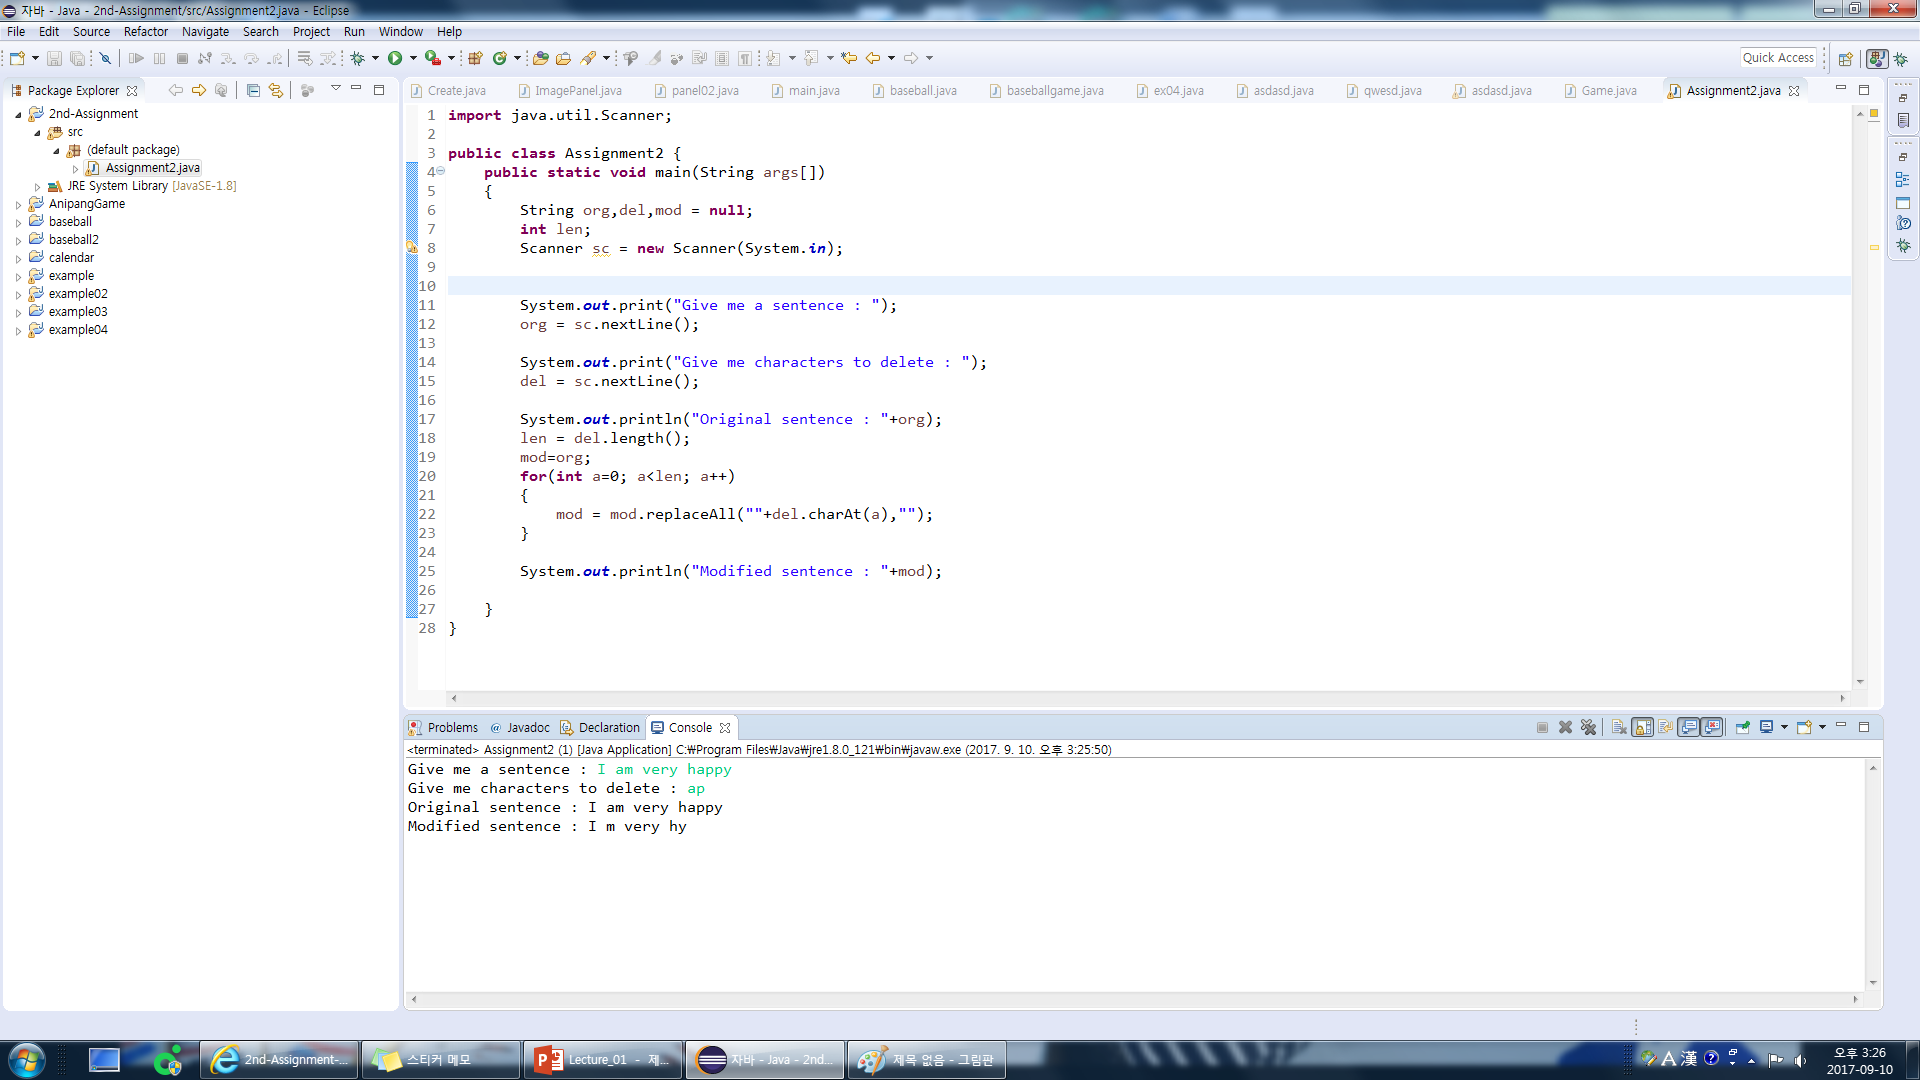 자바 - Java - 2nd-Assignment/src/Assignment2.java - Eclipse
File Edit Source Refactor Navigate Search Project Run Window Help
Quick Access
Package Explorer
2nd-Assignment
src
(default package)
Assignment2.java
JRE System Library [JavaSE-1.8]
AnipangGame
baseball
baseball2
calendar
example
example02
example03
example04
Create.java ImagePanel.java panel02.java main.java baseball.java baseballgame.java ex04.java asdasd.java qwesd.java asdasd.java Game.java Assignment2.java
1 import java.util.Scanner;
2
3 public class Assignment2 {
4 public static void main(String args[])
5 {
6 String org,del,mod = null;
7 int len;
8 Scanner sc = new Scanner(System.in);
9
10
11 System.out.print("Give me a sentence : ");
12 org = sc.nextLine();
13
14 System.out.print("Give me characters to delete : ");
15 del = sc.nextLine();
16
17 System.out.println("Original sentence : "+org);
18 len = del.length();
19 mod=org;
20 for(int a=0; a<len; a++)
21 {
22 mod = mod.replaceAll(""+del.charAt(a),"");
23 }
24
25 System.out.println("Modified sentence : "+mod);
26
27 }
28 }
Problems @ Javadoc Declaration Console
<terminated> Assignment2 (1) [Java Application] C:₩Program Files₩Java₩jre1.8.0_121₩bin₩javaw.exe (2017. 9. 10. 오후 3:25:50)
Give me a sentence : I am very happy
Give me characters to delete : ap
Original sentence : I am very happy
Modified sentence : I m very hy
2nd-Assignment-... 스티커 메모 Lecture_01 - 제... 자바 - Java - 2nd... 제목 없음 - 그림판
A 漢
오후 3:26
2017-09-10